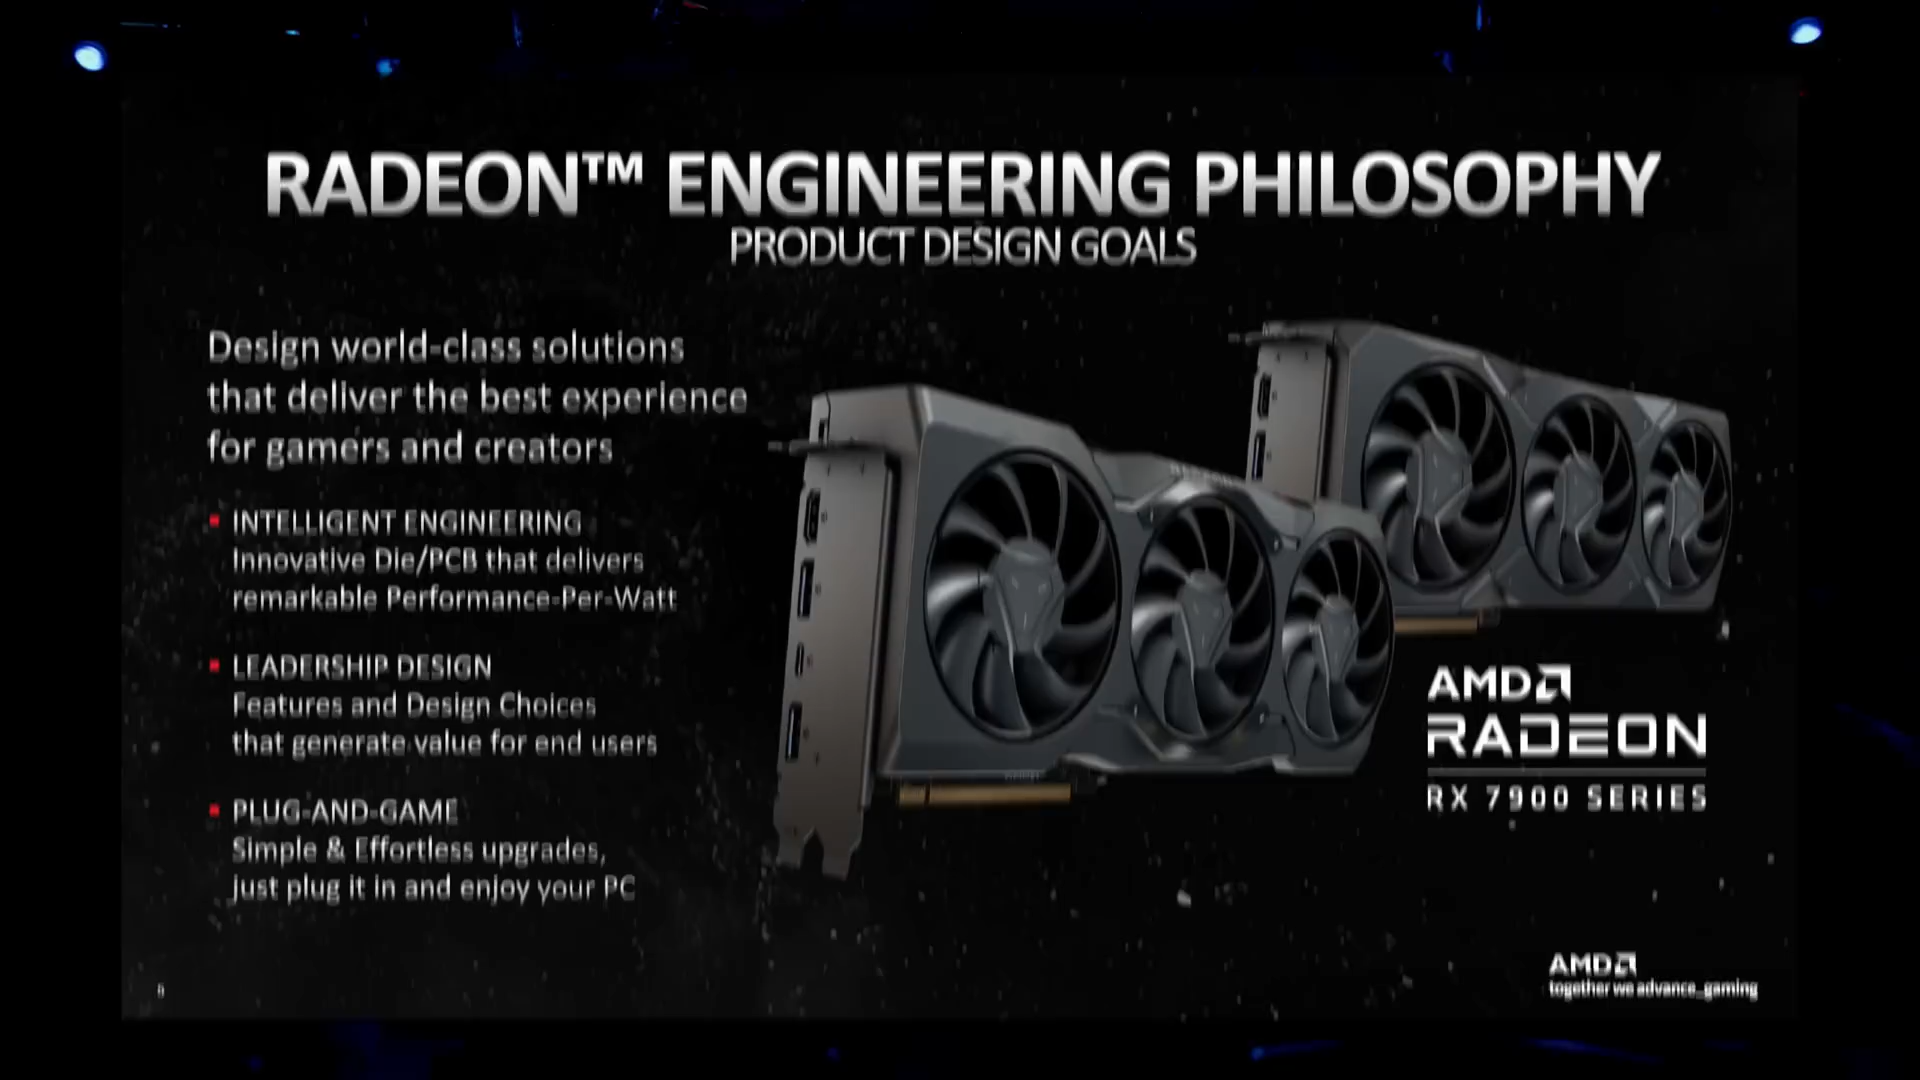 RADEON™ ENGINEERING PHILOSOPHY
PRODUCT DESIGN GOALS
Design world-class solutions
that deliver the best experience
for gamers and creators
INTELLIGENT ENGINEERING
Innovative Die/PCB that delivers
remarkable Performance-Per-Watt
LEADERSHIP DESIGN
Features and Design Choices
that generate value for end users
PLUG-AND-GAME
Simple & Effortless upgrades,
just plug it in and enjoy your PC
AMD
RADEON
RX 7900 SERIES
AMD
together we advance_gaming